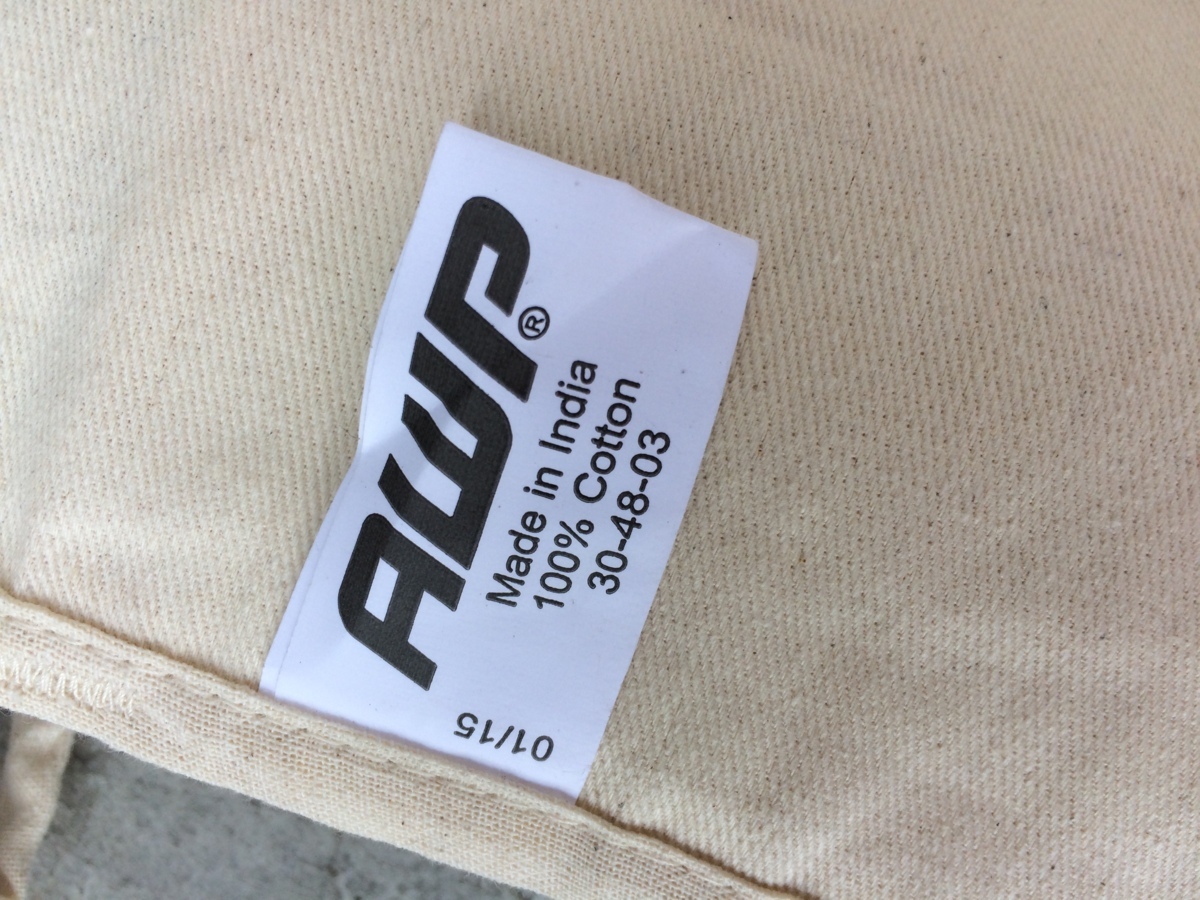 AWP®
Made in India
100% Cotton
30-48-03
01/15